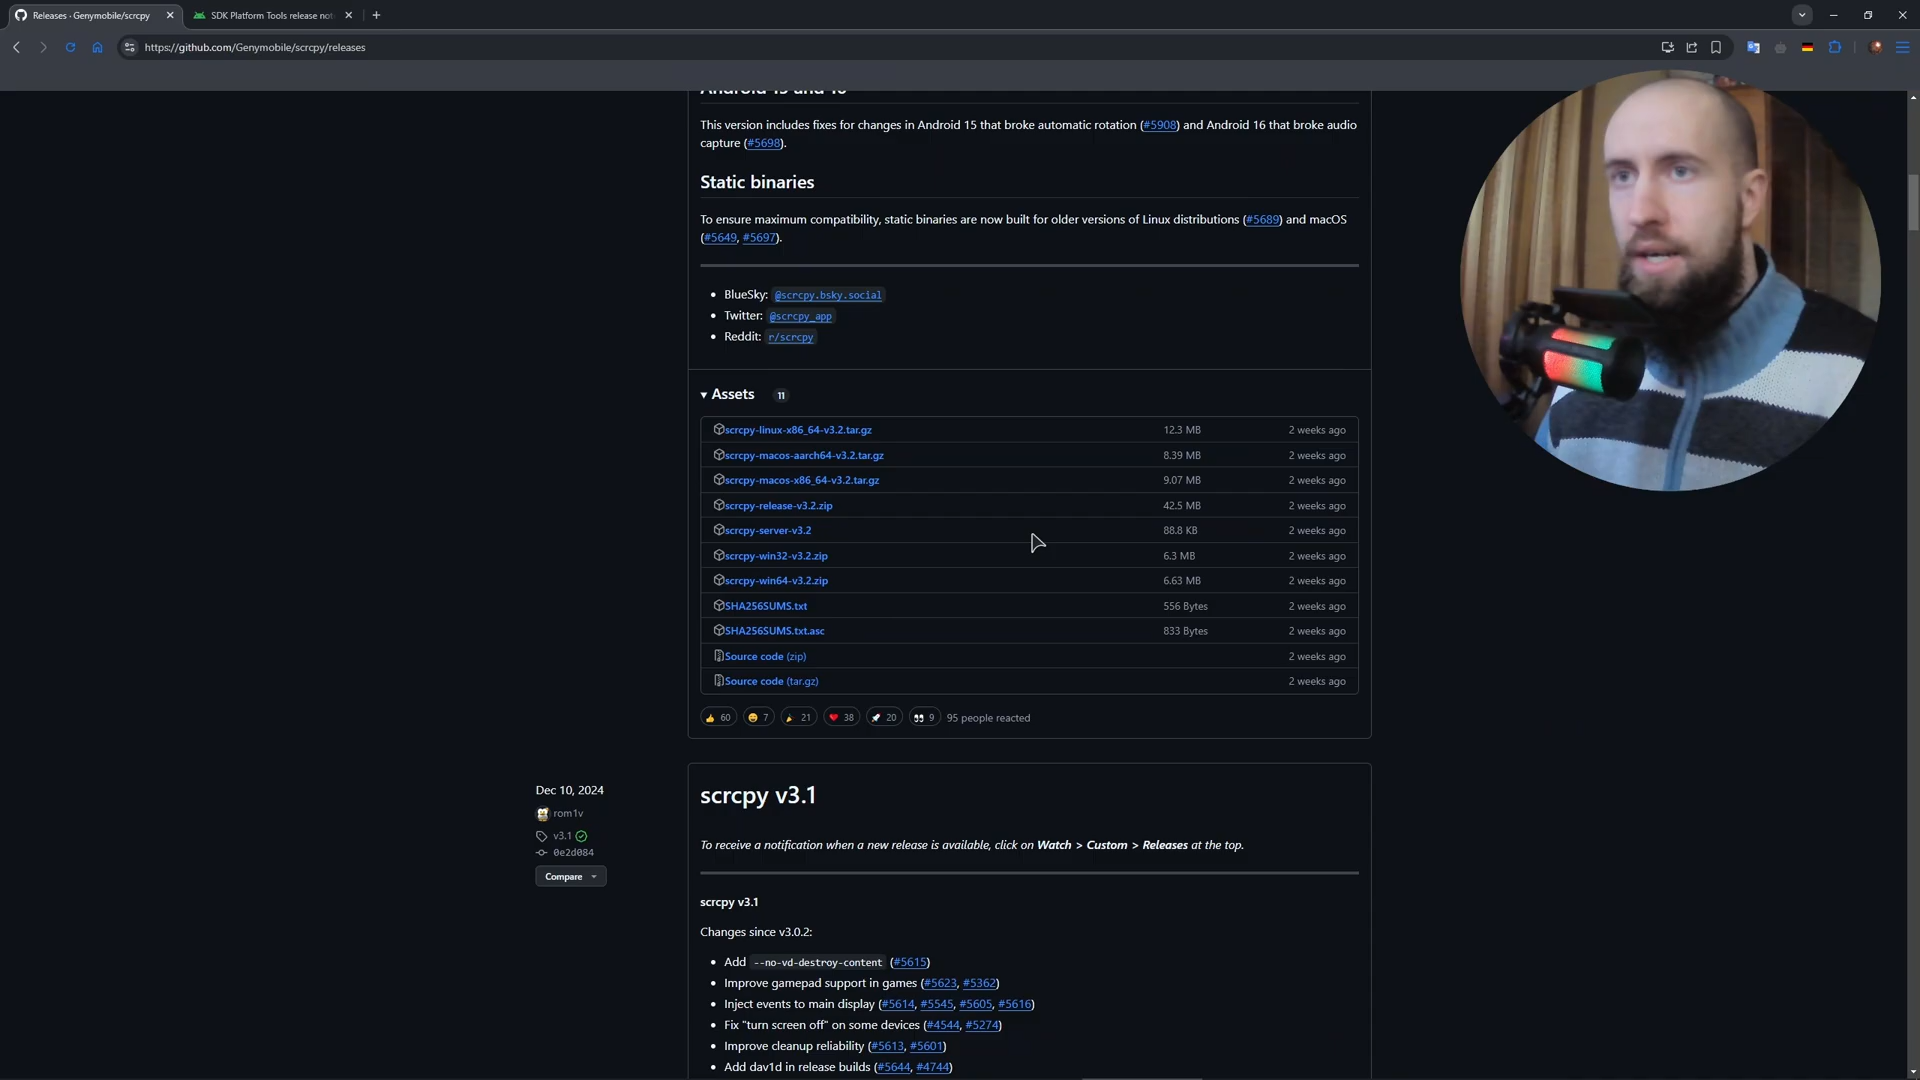 Releases · Genymobile/scrcpy
SDK Platform Tools release not
https://github.com/Genymobile/scrcpy/releases
Android 15 and 16
This version includes fixes for changes in Android 15 that broke automatic rotation (#5908) and Android 16 that broke audio
capture (#5698).
Static binaries
To ensure maximum compatibility, static binaries are now built for older versions of Linux distributions (#5689) and macOS
(#5649, #5697).
• BlueSky: @scrcpy.bsky.social
• Twitter: @scrcpy_app
• Reddit: r/scrcpy
Assets 11
scrcpy-linux-x86_64-v3.2.tar.gz 12.3 MB 2 weeks ago
scrcpy-macos-aarch64-v3.2.tar.gz 8.39 MB 2 weeks ago
scrcpy-macos-x86_64-v3.2.tar.gz 9.07 MB 2 weeks ago
scrcpy-release-v3.2.zip 42.5 MB 2 weeks ago
scrcpy-server-v3.2 88.8 KB 2 weeks ago
scrcpy-win32-v3.2.zip 6.3 MB 2 weeks ago
scrcpy-win64-v3.2.zip 6.63 MB 2 weeks ago
SHA256SUMS.txt 556 Bytes 2 weeks ago
SHA256SUMS.txt.asc 833 Bytes 2 weeks ago
Source code (zip) 2 weeks ago
Source code (tar.gz) 2 weeks ago
👍 60 😄 7 🎉 21 ❤️ 38 🚀 20 👀 9 95 people reacted
Dec 10, 2024
rom1v
v3.1
0e2d084
Compare
scrcpy v3.1
To receive a notification when a new release is available, click on Watch > Custom > Releases at the top.
scrcpy v3.1
Changes since v3.0.2:
• Add --no-vd-destroy-content (#5615)
• Improve gamepad support in games (#5623, #5362)
• Inject events to main display (#5614, #5545, #5605, #5616)
• Fix "turn screen off" on some devices (#4544, #5274)
• Improve cleanup reliability (#5613, #5601)
• Add dav1d in release builds (#5644, #4744)